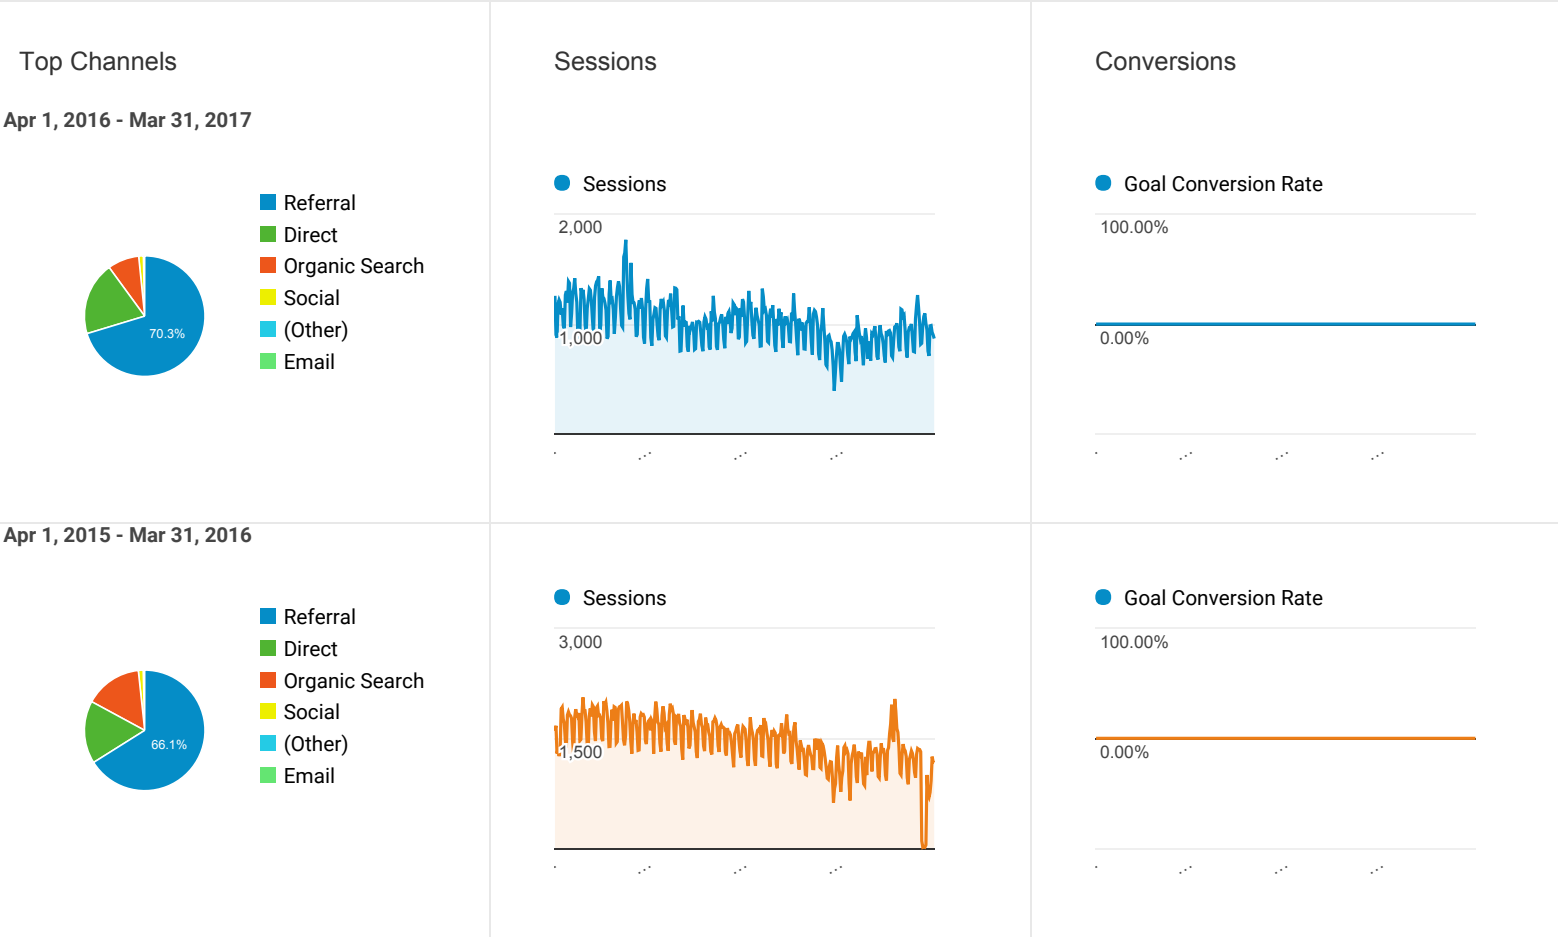 Top Channels
Sessions
Conversions
Apr 1, 2016 - Mar 31, 2017
Referral
Direct
Organic Search
Social
(Other)
Email
70.3%
Sessions
2,000
1,000
...
...
...
Goal Conversion Rate
100.00%
0.00%
...
...
...
Apr 1, 2015 - Mar 31, 2016
Referral
Direct
Organic Search
Social
(Other)
Email
66.1%
Sessions
3,000
1,500
...
...
...
Goal Conversion Rate
100.00%
0.00%
...
...
...